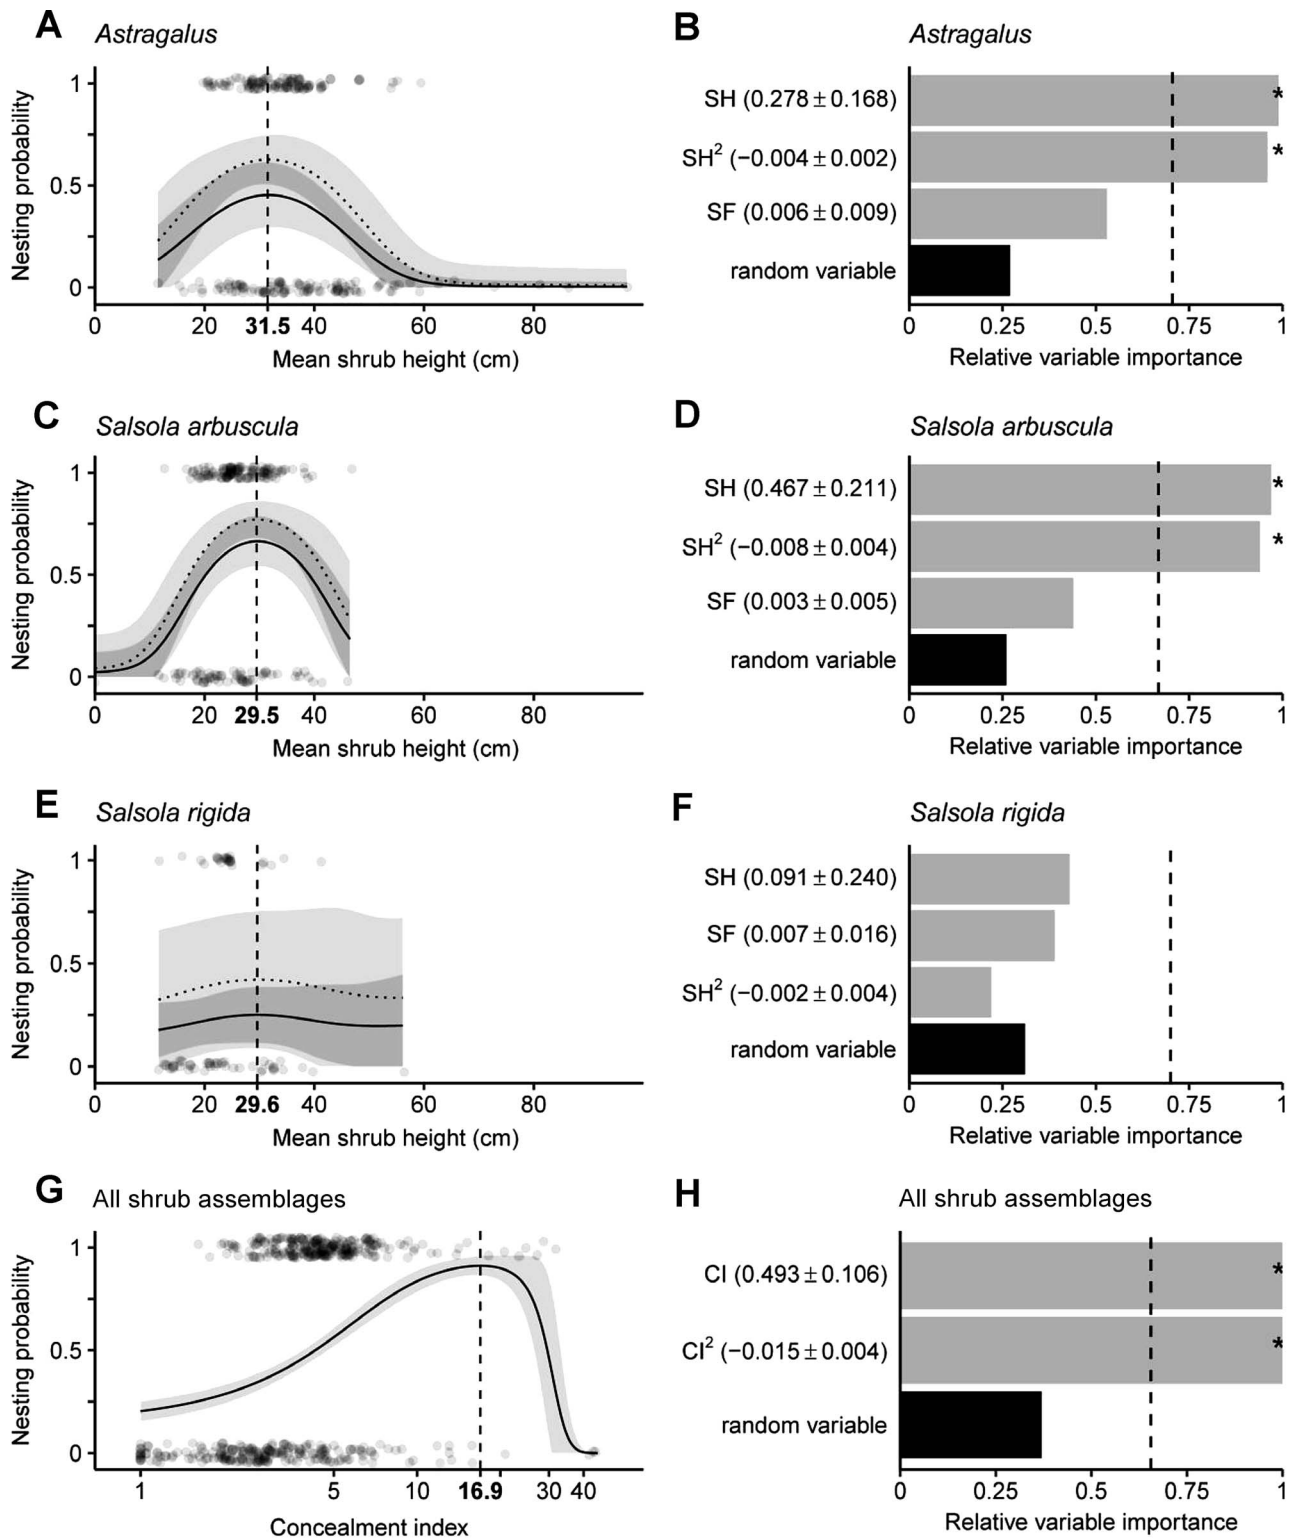 A
Astragalus
Nesting probability
1
0.5
0
0 20 31.5 40 60 80
Mean shrub height (cm)
B
Astragalus
SH (0.278 ± 0.168)
*
SH² (−0.004 ± 0.002)
*
SF (0.006 ± 0.009)
random variable
0 0.25 0.5 0.75 1
Relative variable importance
C
Salsola arbuscula
Nesting probability
1
0.5
0
0 20 29.5 40 60 80
Mean shrub height (cm)
D
Salsola arbuscula
SH (0.467 ± 0.211)
*
SH² (−0.008 ± 0.004)
*
SF (0.003 ± 0.005)
random variable
0 0.25 0.5 0.75 1
Relative variable importance
E
Salsola rigida
Nesting probability
1
0.5
0
0 20 29.6 40 60 80
Mean shrub height (cm)
F
Salsola rigida
SH (0.091 ± 0.240)
SF (0.007 ± 0.016)
SH² (−0.002 ± 0.004)
random variable
0 0.25 0.5 0.75 1
Relative variable importance
G
All shrub assemblages
Nesting probability
1
0.5
0
1 5 10 16.9 30 40
Concealment index
H
All shrub assemblages
CI (0.493 ± 0.106)
*
CI² (−0.015 ± 0.004)
*
random variable
0 0.25 0.5 0.75 1
Relative variable importance